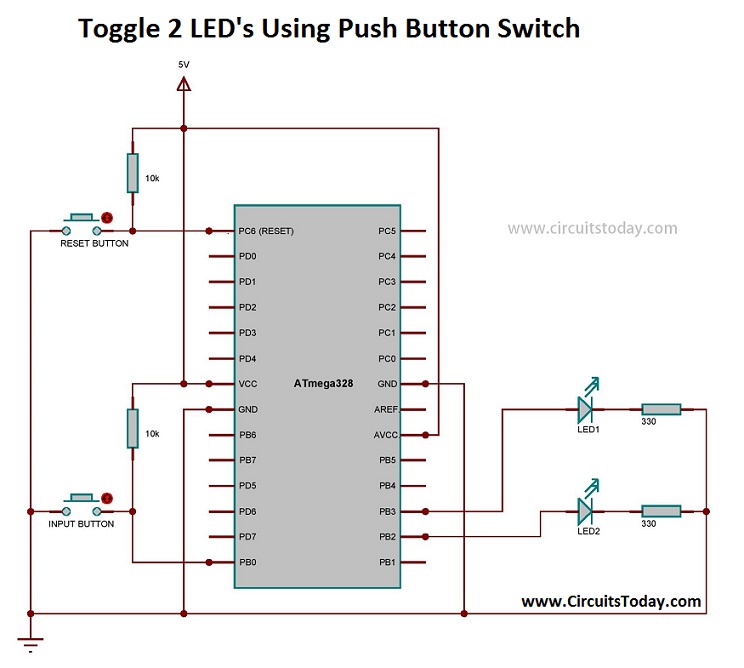 Toggle 2 LED's Using Push Button Switch
5V
10k
RESET BUTTON
www.circuitstoday.com
PC6 (RESET)
PC5
PD0
PC4
PD1
PC3
PD2
PC2
PD3
PC1
PD4
PC0
VCC
ATmega328
GND
GND
AREF
PB6
AVCC
PB7
PB5
PD5
PB4
PD6
PB3
PD7
PB2
PB0
PB1
10k
INPUT BUTTON
LED1
330
LED2
330
www.CircuitsToday.com